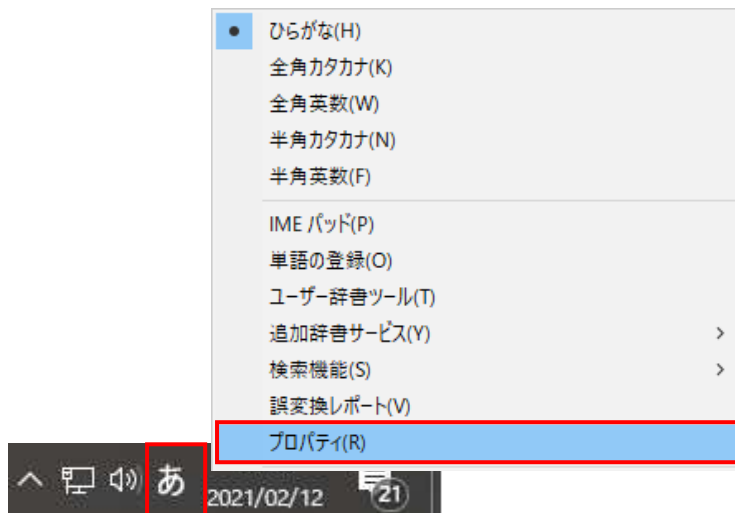 ひらがな(H)
全角カタカナ(K)
全角英数(W)
半角カタカナ(N)
半角英数(F)
IME パッド(P)
単語の登録(O)
ユーザー辞書ツール(T)
追加辞書サービス(Y)
検索機能(S)
誤変換レポート(V)
プロパティ(R)
あ
2021/02/12
21